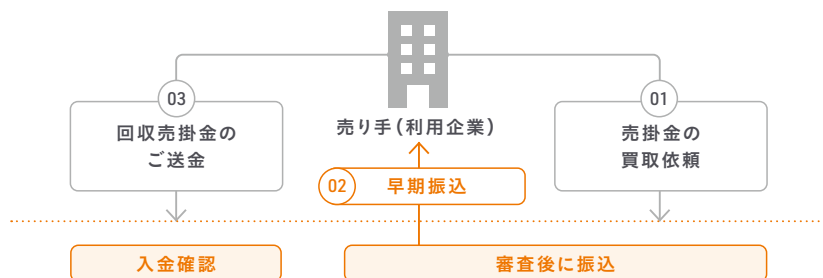 03
回収売掛金の
ご送金
売り手(利用企業)
01
売掛金の
買取依頼
02
早期振込
入金確認
審査後に振込